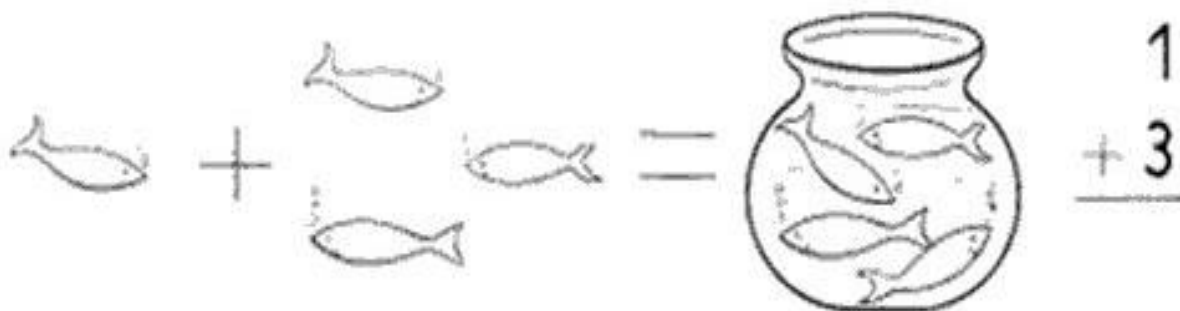 + =
1
+ 3